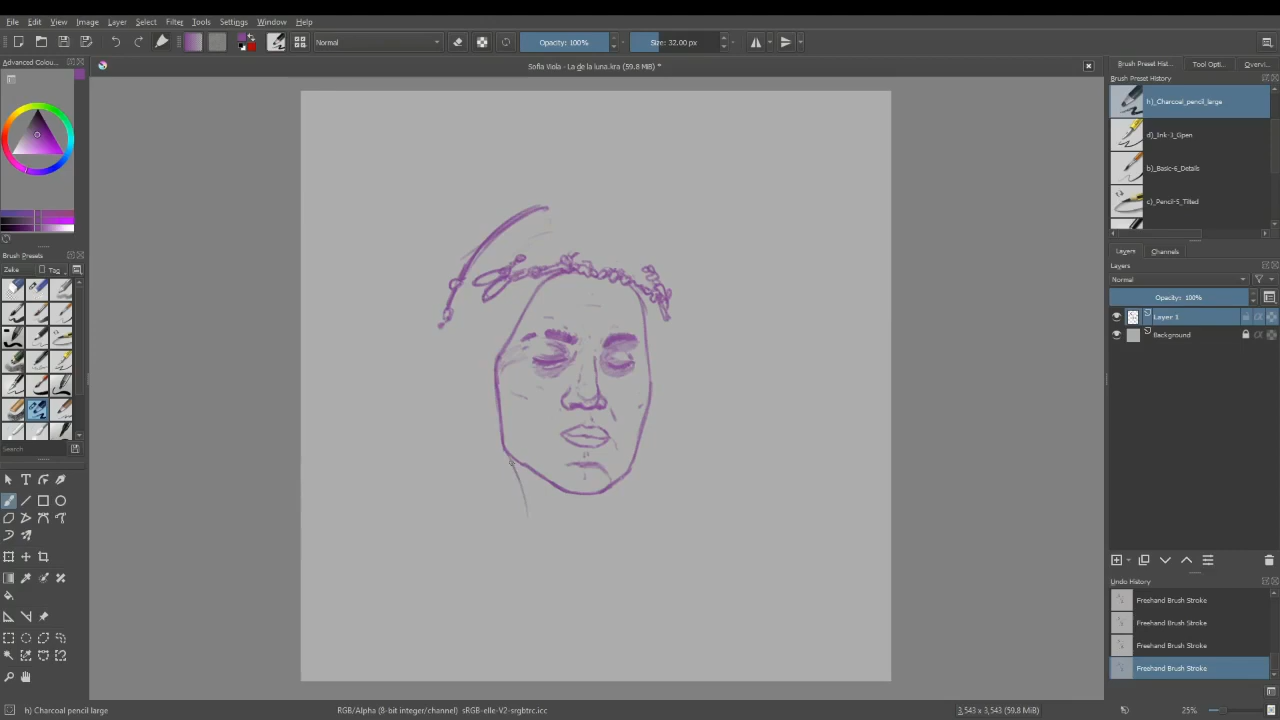 File Edit View Image Layer Select Filter Tools Settings Window Help
Normal Opacity: 100% Size: 32.00 px
Advanced Colou... Sofia Viola - La de la luna.kra (59.8 MiB) * Brush Preset Hist... Tool Opti... Overvi...
Brush Preset History
h)_Charcoal_pencil_large
d)_Ink-3_Gpen
b)_Basic-6_Details
c)_Pencil-5_Tilted
Brush Presets
Zeke Tag
Search
Layers Channels
Layers
Normal
Opacity: 100%
Layer 1
Background
Undo History
Freehand Brush Stroke
Freehand Brush Stroke
Freehand Brush Stroke
Freehand Brush Stroke
h) Charcoal pencil large RGB/Alpha (8-bit integer/channel) sRGB-elle-V2-srgbtrc.icc 3,543 x 3,543 (59.8 MiB) 25%